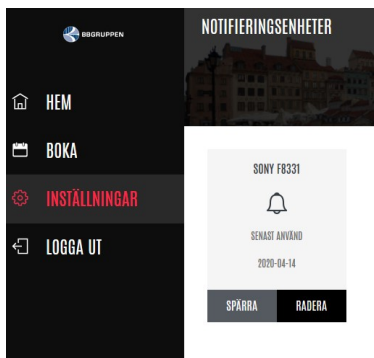 BBGRUPPEN
HEM
BOKA
INSTÄLLNINGAR
LOGGA UT
NOTIFIERINGSENHETER
SONY F8331
SENAST ANVÄND
2020-04-14
SPÄRRA
RADERA